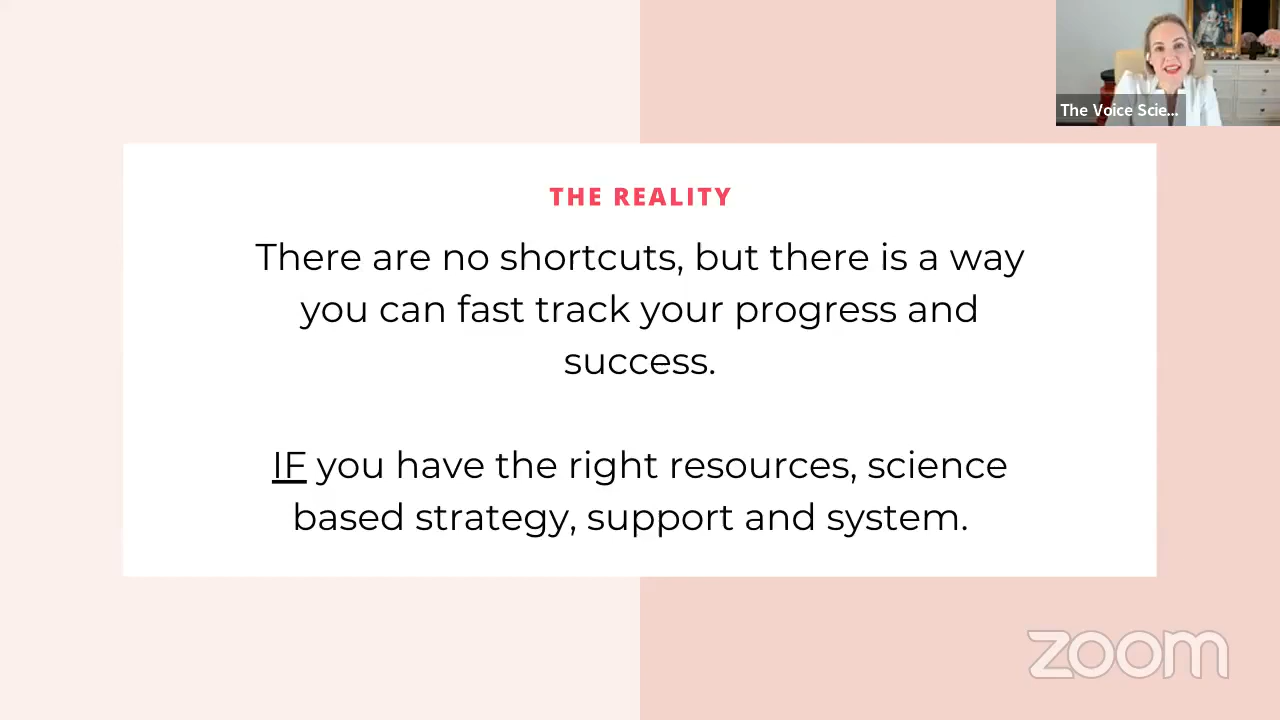 The Voice Scie...
THE REALITY
There are no shortcuts, but there is a way
you can fast track your progress and
success.
IF you have the right resources, science
based strategy, support and system.
zoom